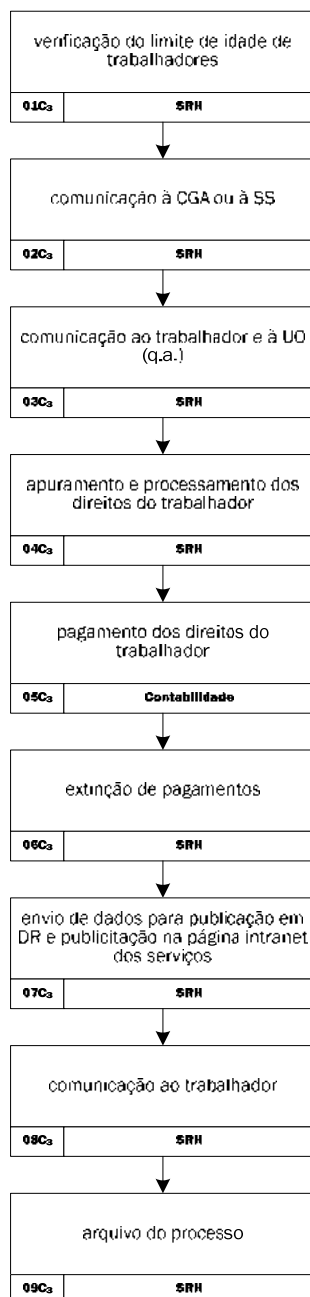 verificação do limite de idade de
trabalhadores
01C₃ SRH
comunicação à CGA ou à SS
02C₃ SRH
comunicação ao trabalhador e à UO
(q.a.)
03C₃ SRH
apuramento e processamento dos
direitos do trabalhador
04C₃ SRH
pagamento dos direitos do
trabalhador
05C₃ Contabilidade
extinção de pagamentos
06C₃ SRH
envio de dados para publicação em
DR e publicitação na página intranet
dos serviços
07C₃ SRH
comunicação ao trabalhador
08C₃ SRH
arquivo do processo
09C₃ SRH